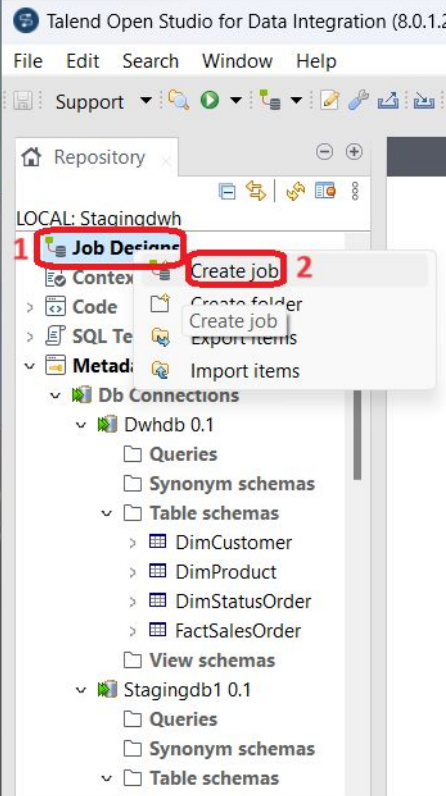 Talend Open Studio for Data Integration (8.0.1.2
File Edit Search Window Help
Support
Repository
LOCAL: Stagingdwh
1 Job Designs
Create job 2
Contex
Create folder
Code
Create job
SQL Te
Export items
Metada
Import items
Db Connections
Dwhdb 0.1
Queries
Synonym schemas
Table schemas
DimCustomer
DimProduct
DimStatusOrder
FactSalesOrder
View schemas
Stagingdb1 0.1
Queries
Synonym schemas
Table schemas